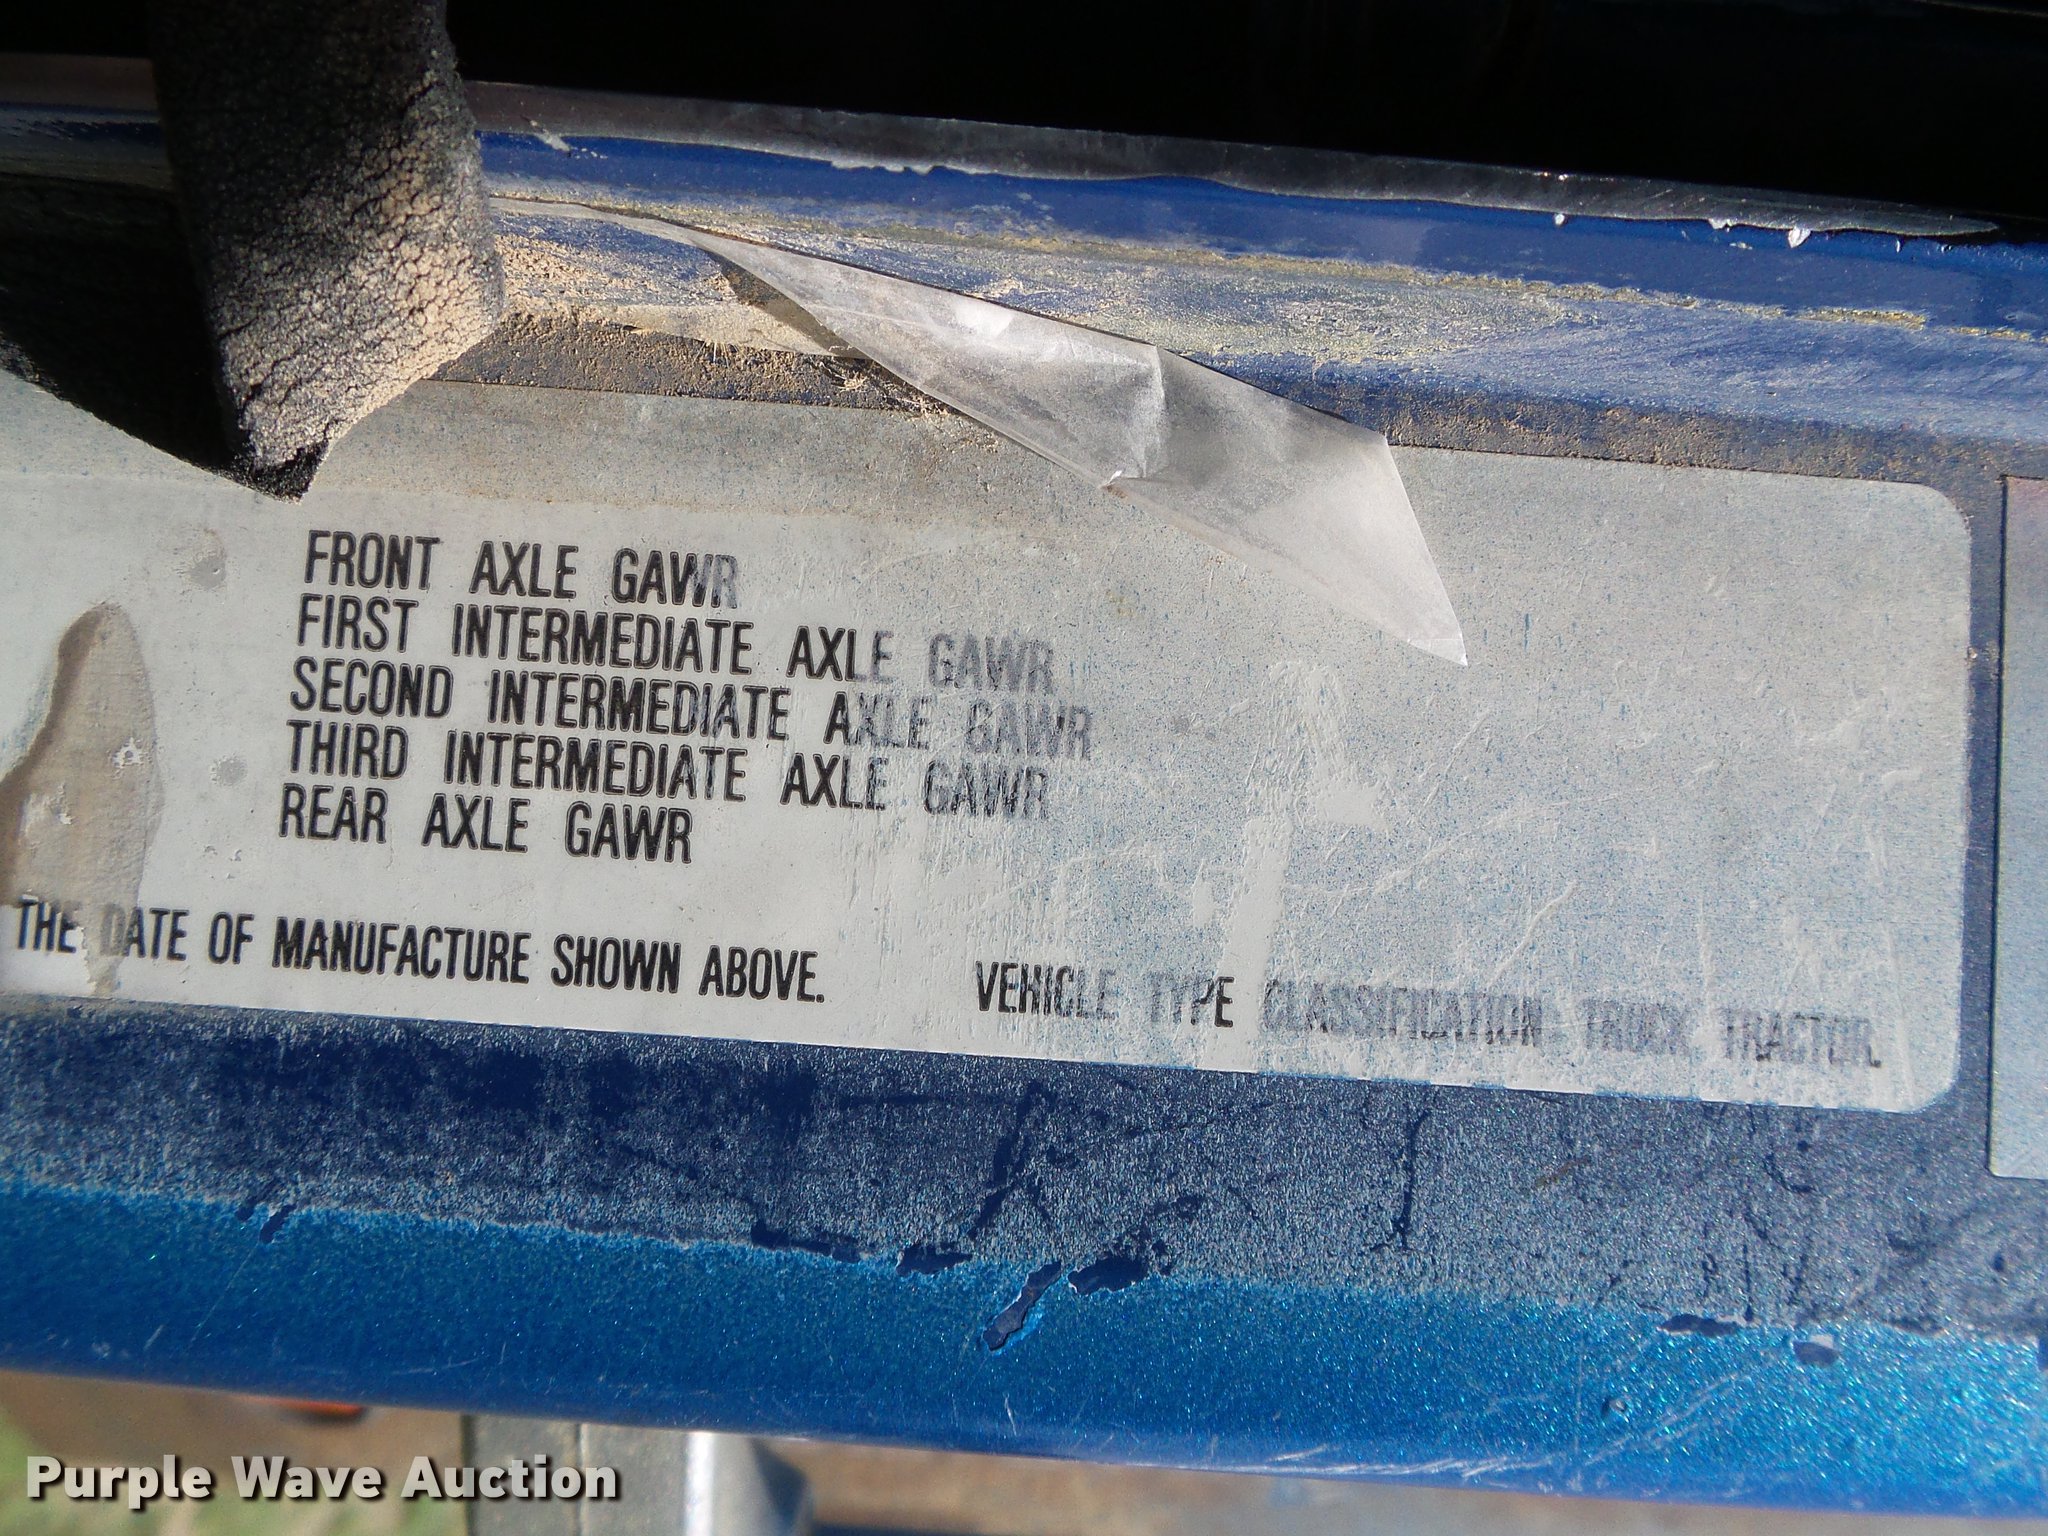 FRONT AXLE GAWR
FIRST INTERMEDIATE AXLE GAWR
SECOND INTERMEDIATE AXLE GAWR
THIRD INTERMEDIATE AXLE GAWR
REAR AXLE GAWR
THE DATE OF MANUFACTURE SHOWN ABOVE. VEHICLE TYPE CLASSIFICATION TRUCK TRACTOR.
Purple Wave Auction